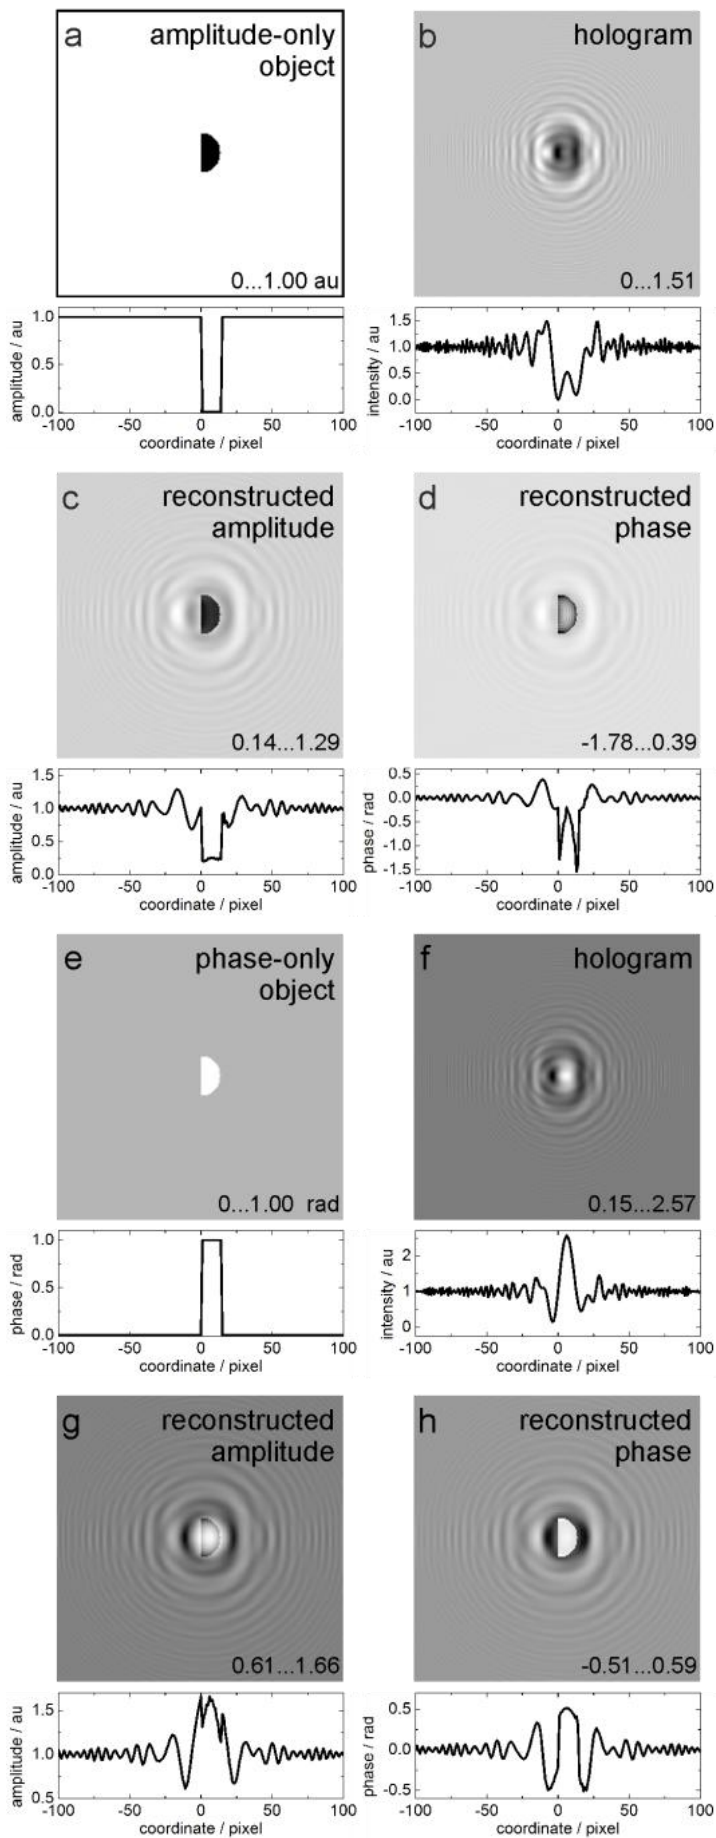 a
amplitude-only
object
0...1.00 au
b
hologram
0...1.51
amplitude / au
1.0
0.5
0.0
-100 -50 0 50 100
coordinate / pixel
intensity / au
1.5
1.0
0.5
0.0
-100 -50 0 50 100
coordinate / pixel
c
reconstructed
amplitude
0.14...1.29
d
reconstructed
phase
-1.78...0.39
amplitude / au
1.5
1.0
0.5
0.0
-100 -50 0 50 100
coordinate / pixel
phase / rad
0.5
0.0
-0.5
-1.0
-1.5
-100 -50 0 50 100
coordinate / pixel
e
phase-only
object
0...1.00 rad
f
hologram
0.15...2.57
phase / rad
1.0
0.5
0.0
-100 -50 0 50 100
coordinate / pixel
intensity / au
2
1
0
-100 -50 0 50 100
coordinate / pixel
g
reconstructed
amplitude
0.61...1.66
h
reconstructed
phase
-0.51...0.59
amplitude / au
1.5
1.0
0.5
-100 -50 0 50 100
coordinate / pixel
phase / rad
0.5
0.0
-0.5
-100 -50 0 50 100
coordinate / pixel